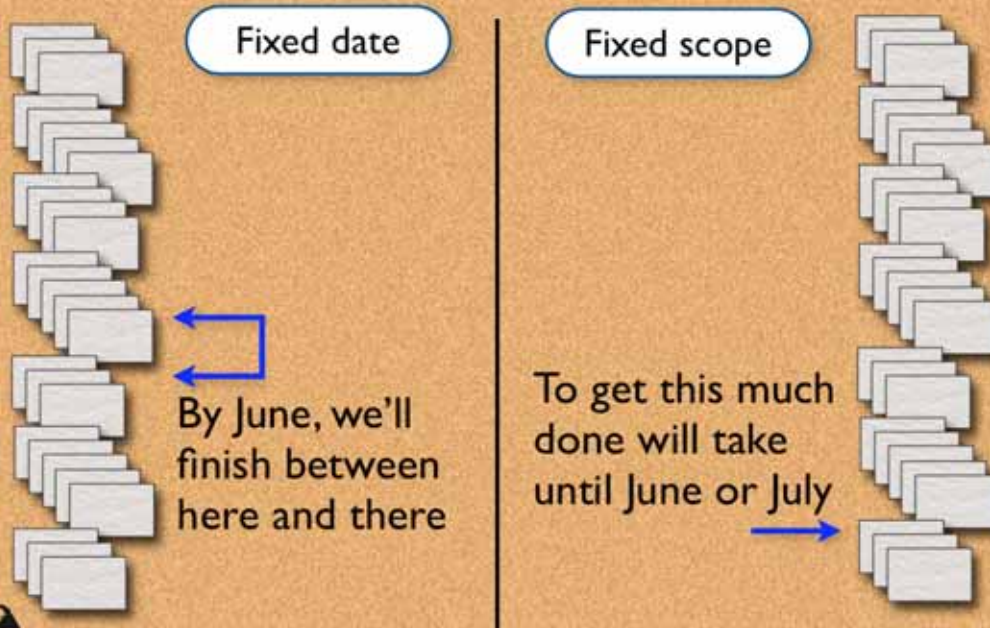 Fixed date
By June, we'll
finish between
here and there
Fixed scope
To get this much
done will take
until June or July